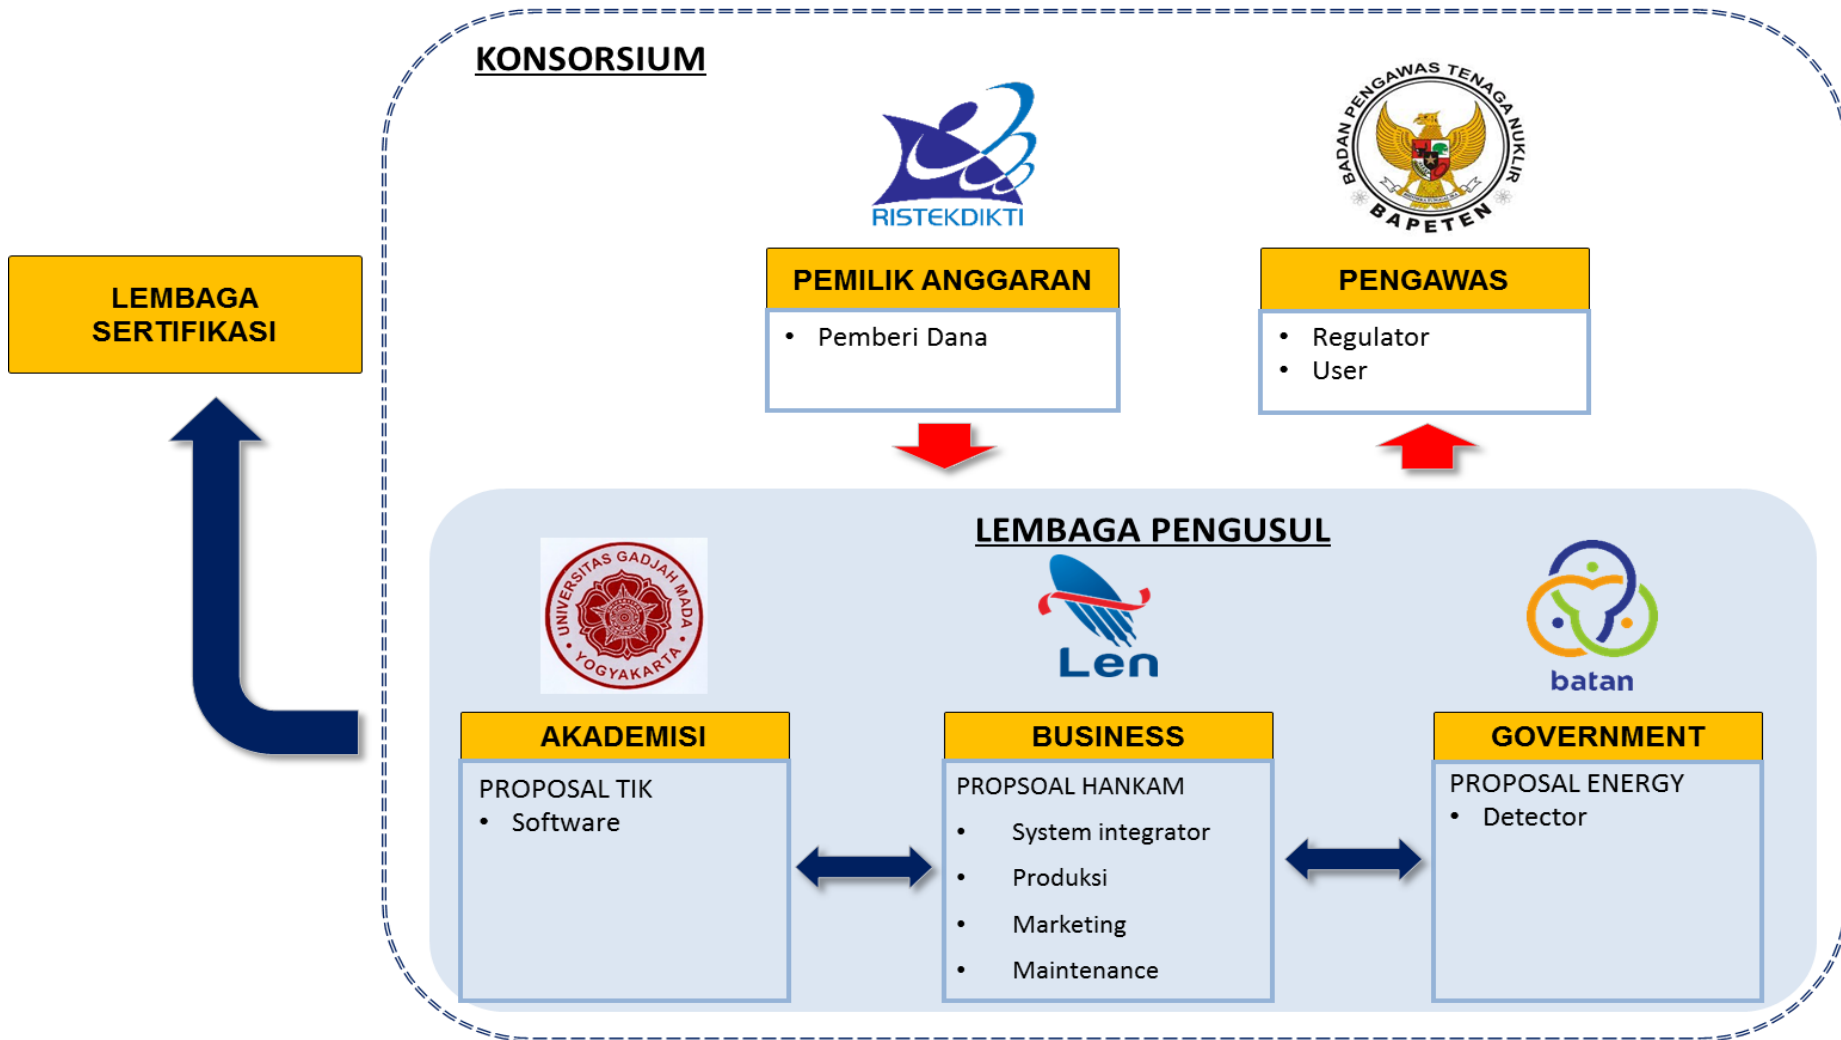 KONSORSIUM
RISTEKDIKTI
BADAN PENGAWAS TENAGA NUKLIR
BAPETEN
LEMBAGA
SERTIFIKASI
PEMILIK ANGGARAN
• Pemberi Dana
PENGAWAS
• Regulator
• User
LEMBAGA PENGUSUL
UNIVERSITAS GADJAH MADA
YOGYAKARTA
Len
batan
AKADEMISI
PROPOSAL TIK
• Software
BUSINESS
PROPSOAL HANKAM
• System integrator
• Produksi
• Marketing
• Maintenance
GOVERNMENT
PROPOSAL ENERGY
• Detector